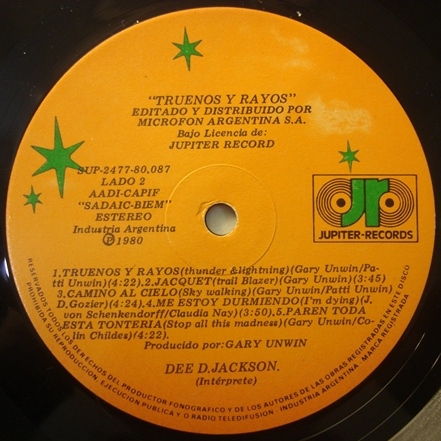 "TRUENOS Y RAYOS"
EDITADO Y DISTRIBUIDO POR
MICROFON ARGENTINA S.A.
Bajo Licencia de:
JUPITER RECORD
SUP-2477-80.087
LADO 2
AADI-CAPIF
"SADAIC-BIEM"
ESTEREO
Industria Argentina
℗ 1980
jr
JUPITER-RECORDS
1.TRUENOS Y RAYOS(thunder &lightning)(Gary Unwin/Pa-
tti Unwin)(4:22).2.JACQUET(trail Blazer)(Gary Unwin)(3:45)
3.CAMINO AL CIELO(Sky walking)(Gary Unwin/Patti Unwin/
D.Gozier)(4:24).4.ME ESTOY DURMIENDO(I'm dying)(J.
von Schenkendorff/Claudia Nay)(3:50).5.PAREN TODA
ESTA TONTERIA(Stop all this madness)(Gary Unwin/Co-
lin Childes)(4:22).
Producido por:GARY UNWIN
DEE D.JACKSON.
(Intérprete)
RESERVADOS TODOS LOS DERECHOS DEL PRODUCTOR FONOGRAFICO Y DE LOS AUTORES DE LAS OBRAS REGISTRADAS EN ESTE DISCO
PROHIBIDA SU REPRODUCCION, EJECUCION PUBLICA Y O RADIO TELEDIFUSION - INDUSTRIA ARGENTINA - MARCA REGISTRADA